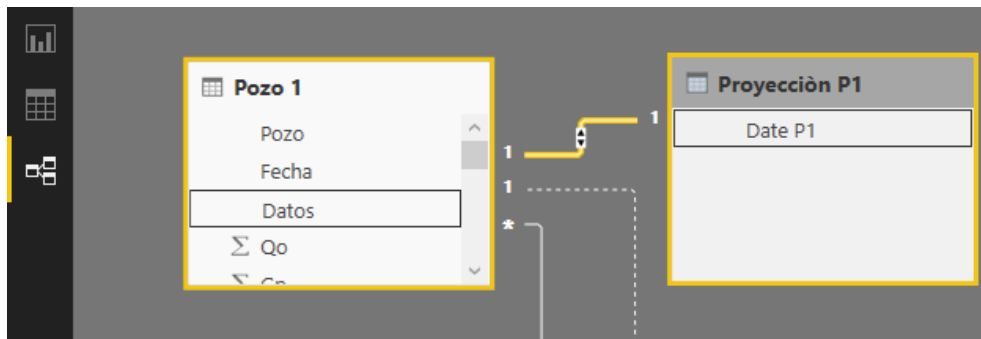 Pozo 1
Pozo
Fecha
Datos
Σ Qo
Proyecciòn P1
Date P1
1
1
1
*